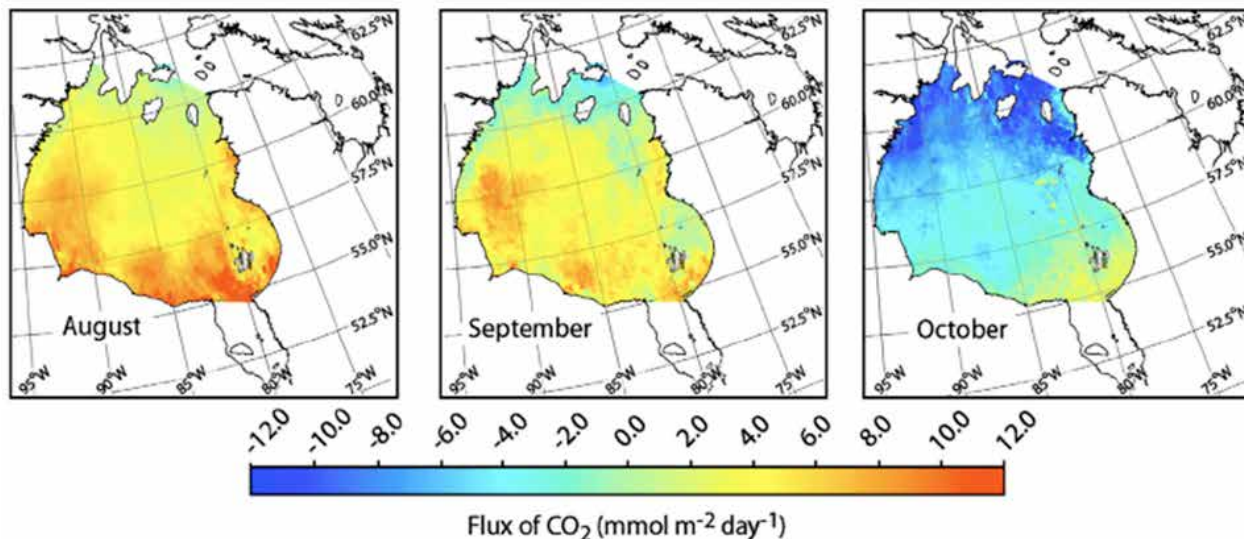 62.5°N
60.0°N
57.5°N
55.0°N
52.5°N
95°W
90°W
85°W
80°W
75°W
August
62.5°N
60.0°N
57.5°N
55.0°N
52.5°N
95°W
90°W
85°W
80°W
75°W
September
62.5°N
60.0°N
57.5°N
55.0°N
52.5°N
95°W
90°W
85°W
80°W
75°W
October
-12.0 -10.0 -8.0 -6.0 -4.0 -2.0 0.0 2.0 4.0 6.0 8.0 10.0 12.0
Flux of CO₂ (mmol m⁻² day⁻¹)